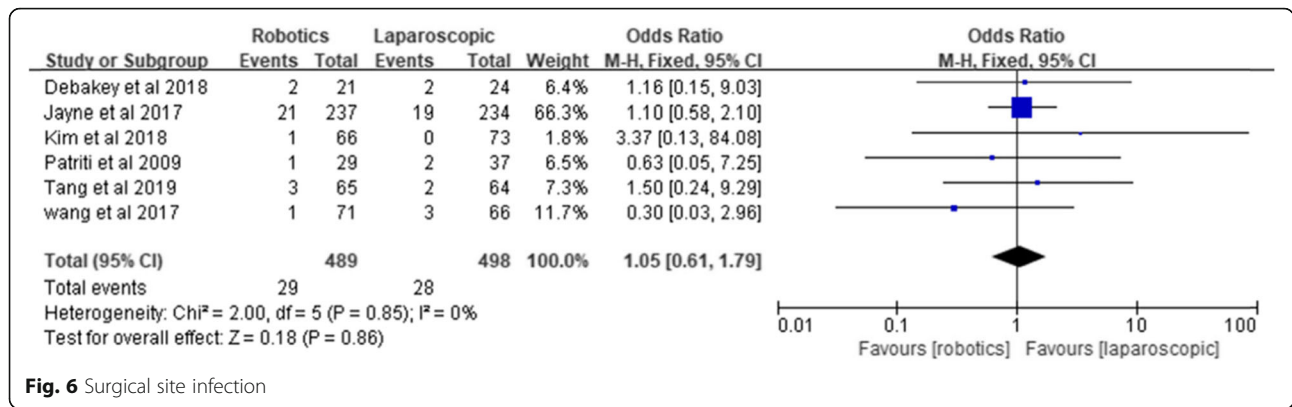 Robotics Laparoscopic Odds Ratio Odds Ratio
Study or Subgroup Events Total Events Total Weight M-H, Fixed, 95% CI M-H, Fixed, 95% CI
Debakey et al 2018 2 21 2 24 6.4% 1.16 [0.15, 9.03]
Jayne et al 2017 21 237 19 234 66.3% 1.10 [0.58, 2.10]
Kim et al 2018 1 66 0 73 1.8% 3.37 [0.13, 84.08]
Patriti et al 2009 1 29 2 37 6.5% 0.63 [0.05, 7.25]
Tang et al 2019 3 65 2 64 7.3% 1.50 [0.24, 9.29]
wang et al 2017 1 71 3 66 11.7% 0.30 [0.03, 2.96]
Total (95% CI) 489 498 100.0% 1.05 [0.61, 1.79]
Total events 29 28
Heterogeneity: Chi² = 2.00, df = 5 (P = 0.85); I² = 0%
Test for overall effect: Z = 0.18 (P = 0.86)
0.01 0.1 1 10 100
Favours [robotics] Favours [laparoscopic]
Fig. 6 Surgical site infection